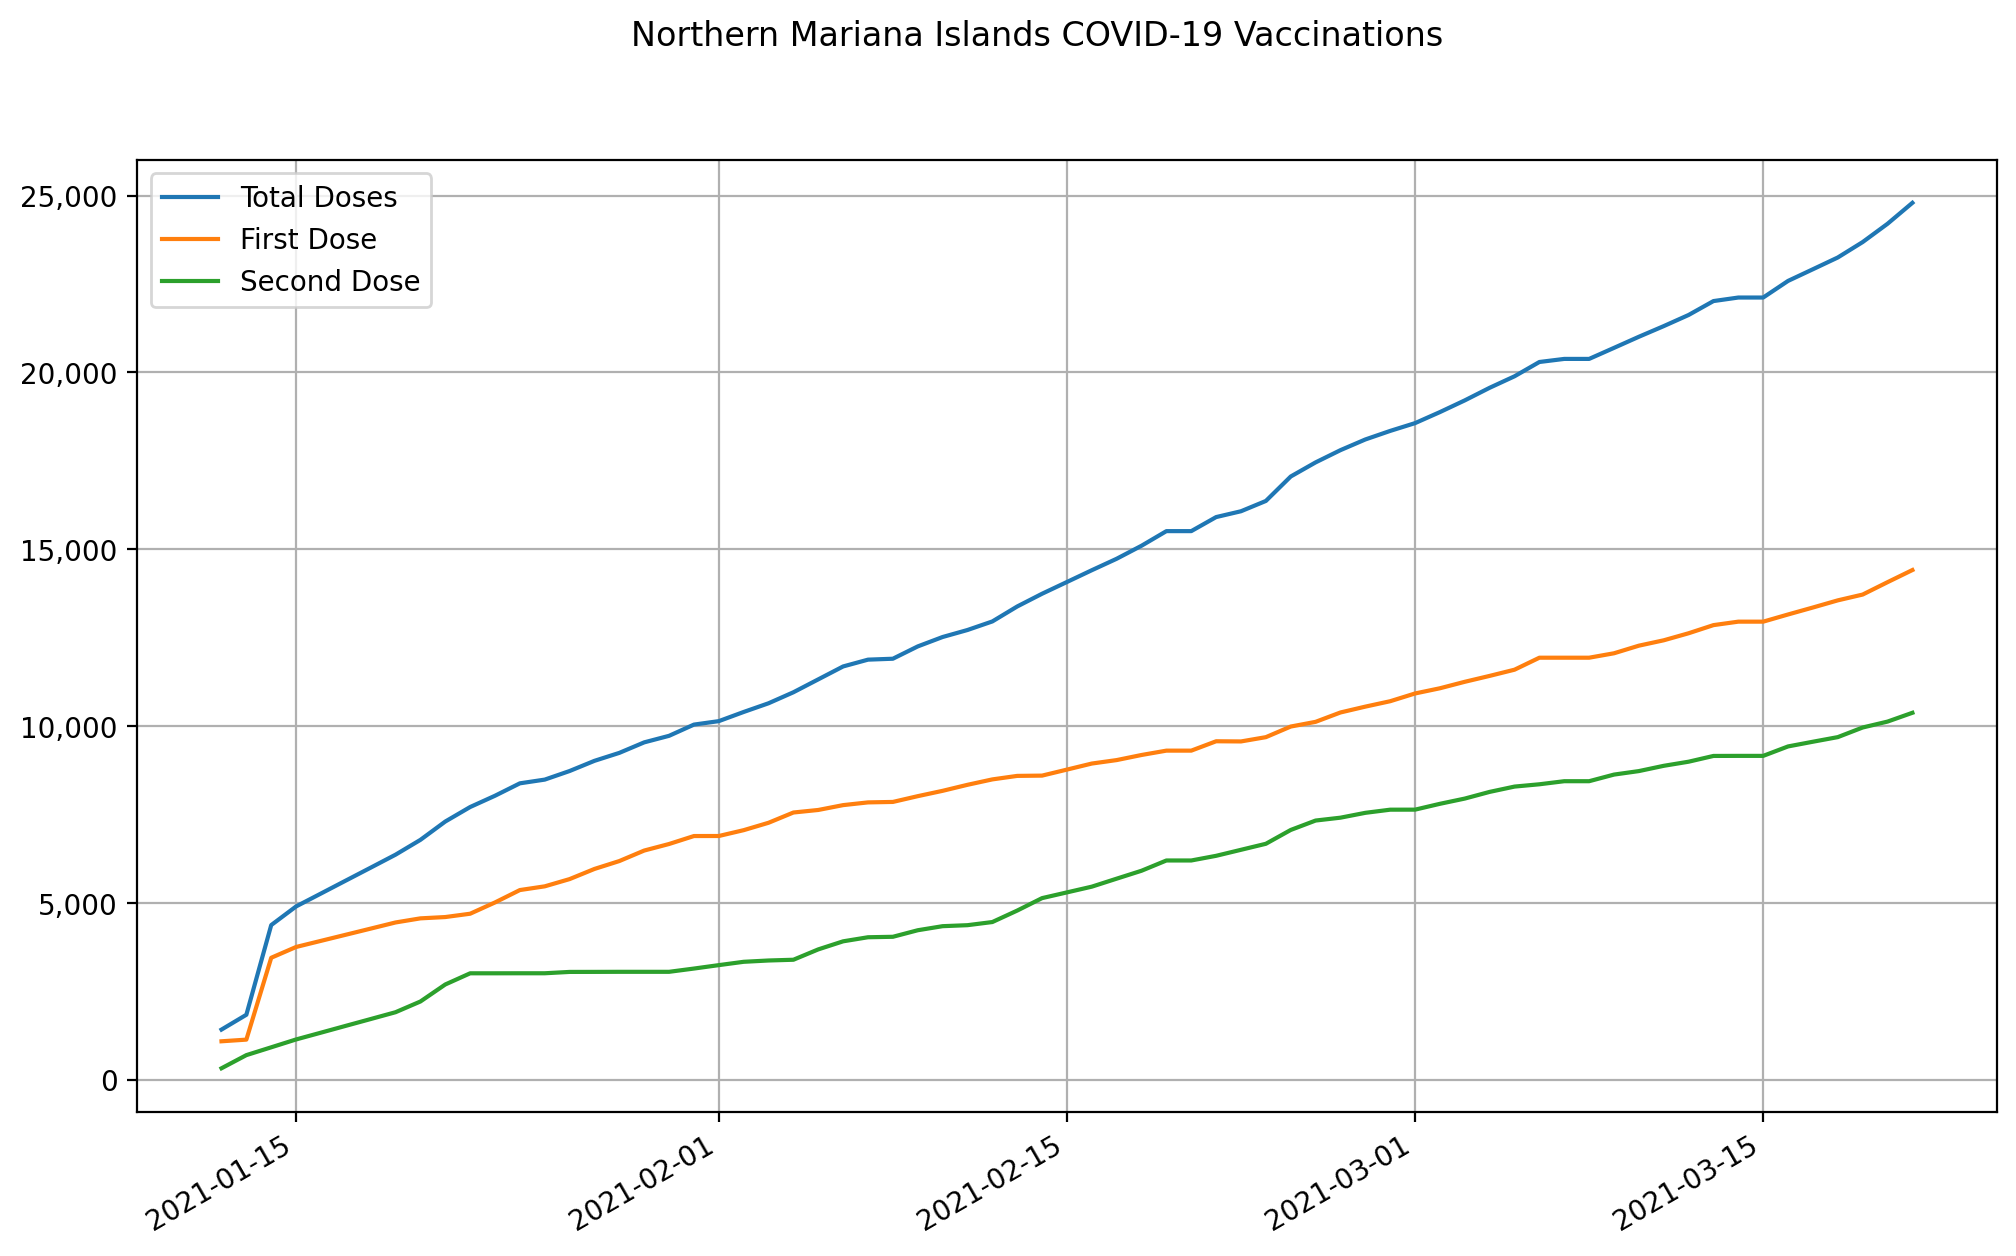 Northern Mariana Islands COVID-19 Vaccinations
Total Doses
First Dose
Second Dose
25,000
20,000
15,000
10,000
5,000
0
2021-01-15
2021-02-01
2021-02-15
2021-03-01
2021-03-15